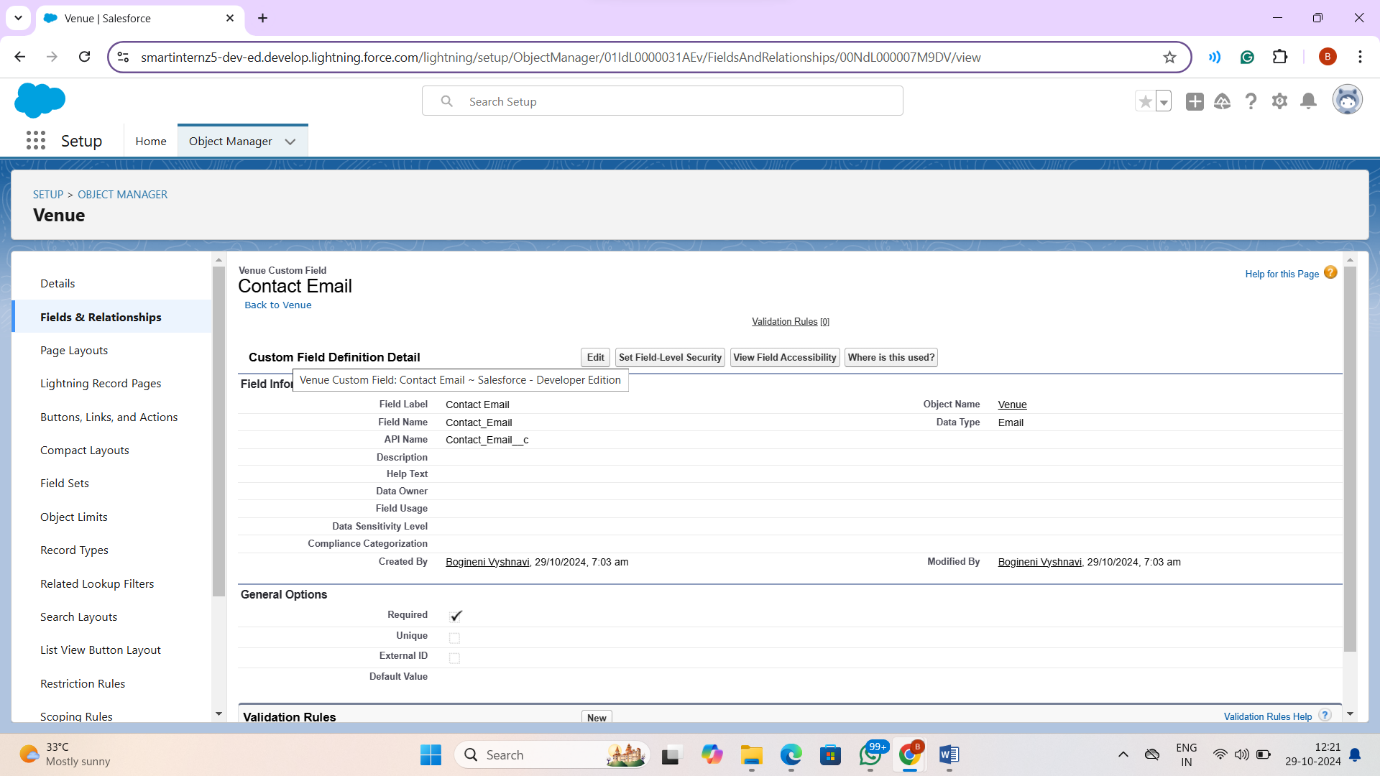 Venue | Salesforce
smartinternz5-dev-ed.develop.lightning.force.com/lightning/setup/ObjectManager/01IdL0000031AEv/FieldsAndRelationships/00NdL000007M9DV/view
B
Search Setup
Setup Home Object Manager
SETUP > OBJECT MANAGER
Venue
Details
Fields & Relationships
Page Layouts
Lightning Record Pages
Buttons, Links, and Actions
Compact Layouts
Field Sets
Object Limits
Record Types
Related Lookup Filters
Search Layouts
List View Button Layout
Restriction Rules
Scoping Rules
Venue Custom Field
Contact Email
Back to Venue
Help for this Page ?
Validation Rules [0]
Custom Field Definition Detail Edit Set Field-Level Security View Field Accessibility Where is this used?
Field Infor
Venue Custom Field: Contact Email ~ Salesforce - Developer Edition
Field Label Contact Email Object Name Venue
Field Name Contact_Email Data Type Email
API Name Contact_Email__c
Description
Help Text
Data Owner
Field Usage
Data Sensitivity Level
Compliance Categorization
Created By Bogineni Vyshnavi, 29/10/2024, 7:03 am Modified By Bogineni Vyshnavi, 29/10/2024, 7:03 am
General Options
Required
Unique
External ID
Default Value
Validation Rules New Validation Rules Help ?
33°C
Mostly sunny
Search
99+
8
ENG
IN
12:21
29-10-2024